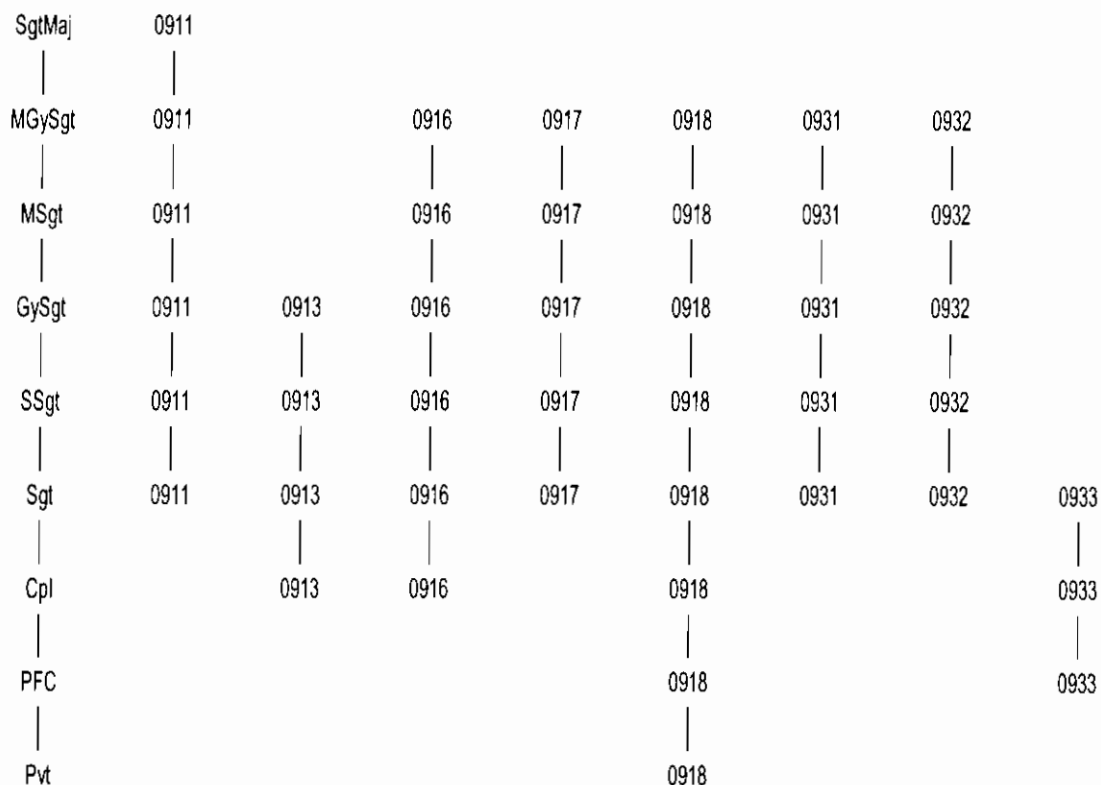 SgtMaj 0911
MGySgt 0911 0916 0917 0918 0931 0932
MSgt 0911 0916 0917 0918 0931 0932
GySgt 0911 0913 0916 0917 0918 0931 0932
SSgt 0911 0913 0916 0917 0918 0931 0932
Sgt 0911 0913 0916 0917 0918 0931 0932 0933
Cpl 0913 0916 0918 0933
PFC 0918 0933
Pvt 0918